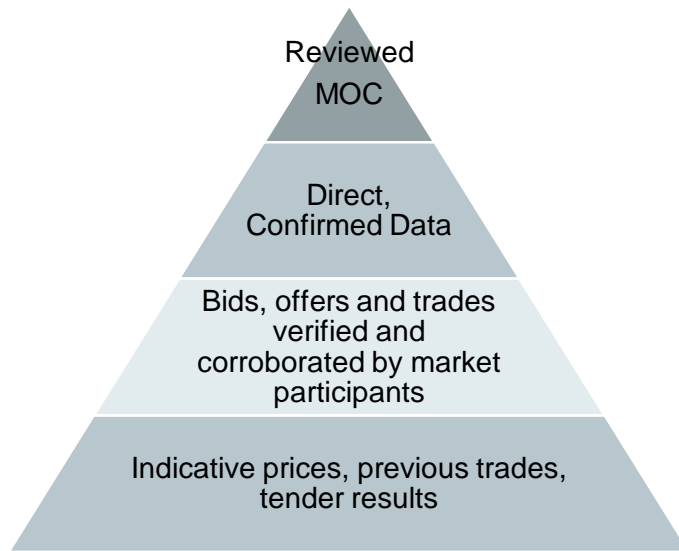 Reviewed
MOC
Direct,
Confirmed Data
Bids, offers and trades
verified and
corroborated by market
participants
Indicative prices, previous trades,
tender results